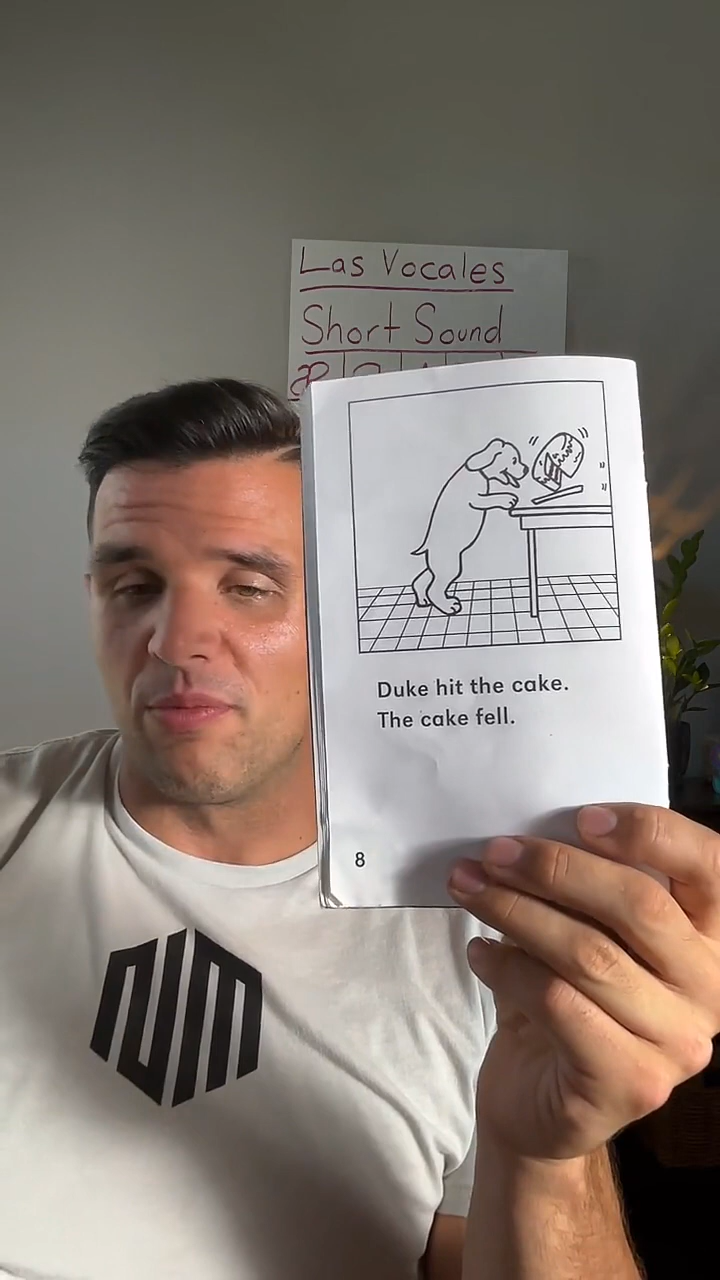 Las Vocales
Short Sound
Duke hit the cake.
The cake fell.
8